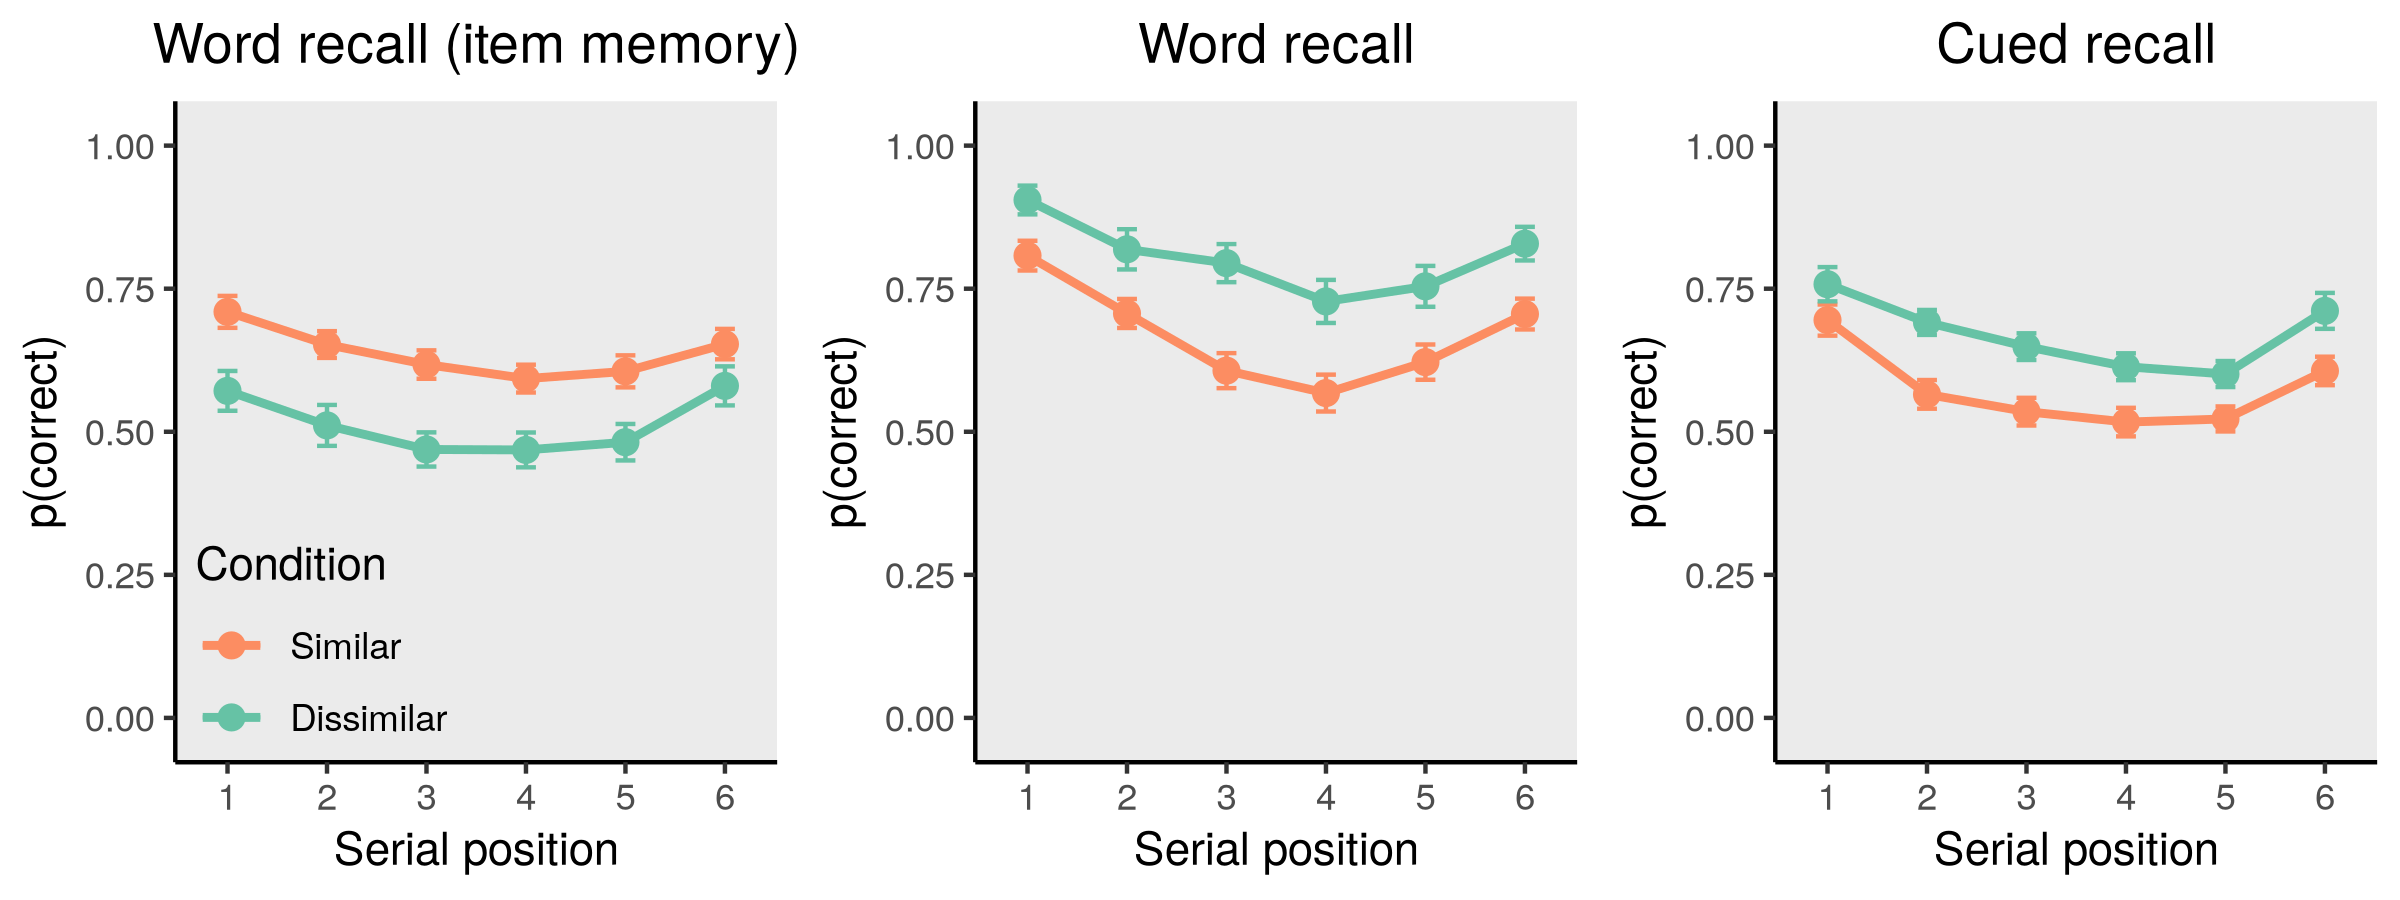 Word recall (item memory)
1.00
0.75
0.50
0.25
0.00
p(correct)
Condition
Similar
Dissimilar
1 2 3 4 5 6
Serial position
Word recall
1.00
0.75
0.50
0.25
0.00
p(correct)
1 2 3 4 5 6
Serial position
Cued recall
1.00
0.75
0.50
0.25
0.00
p(correct)
1 2 3 4 5 6
Serial position